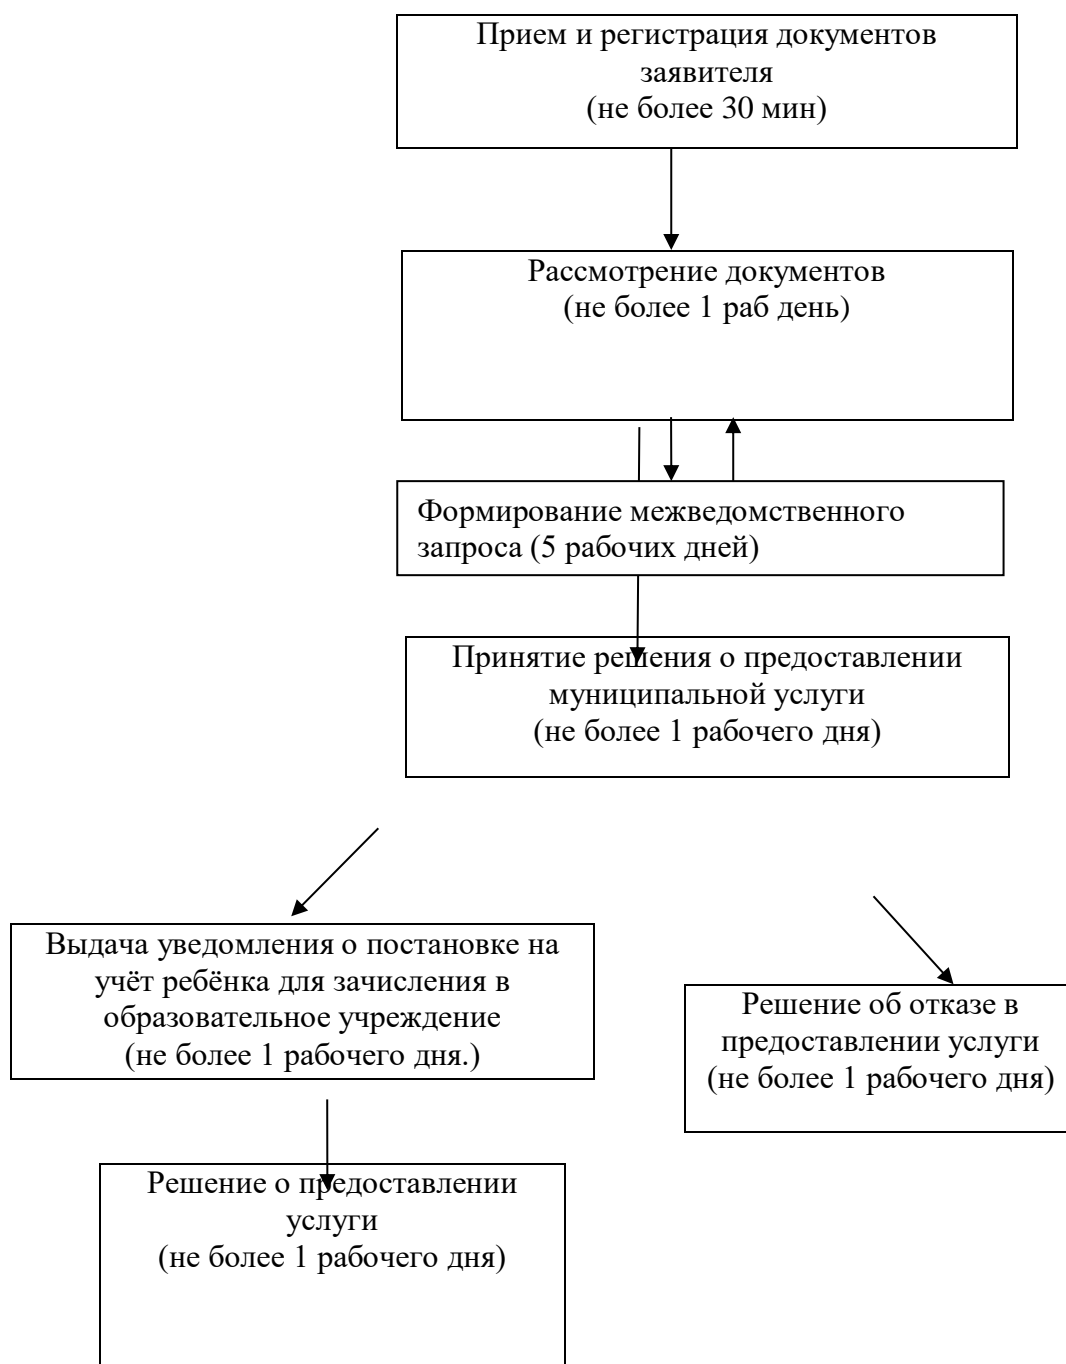 Прием и регистрация документов
заявителя
(не более 30 мин)
Рассмотрение документов
(не более 1 раб день)
Формирование межведомственного
запроса (5 рабочих дней)
Принятие решения о предоставлении
муниципальной услуги
(не более 1 рабочего дня)
Выдача уведомления о постановке на
учёт ребёнка для зачисления в
образовательное учреждение
(не более 1 рабочего дня.)
Решение об отказе в
предоставлении услуги
(не более 1 рабочего дня)
Решение о предоставлении
услуги
(не более 1 рабочего дня)